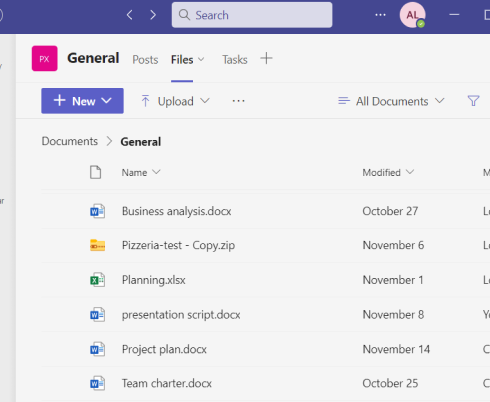 Search
AL
PX General Posts Files Tasks
New Upload All Documents
Documents > General
Name Modified
Business analysis.docx October 27
Pizzeria-test - Copy.zip November 6
Planning.xlsx November 1
presentation script.docx November 8
Project plan.docx November 14
Team charter.docx October 25